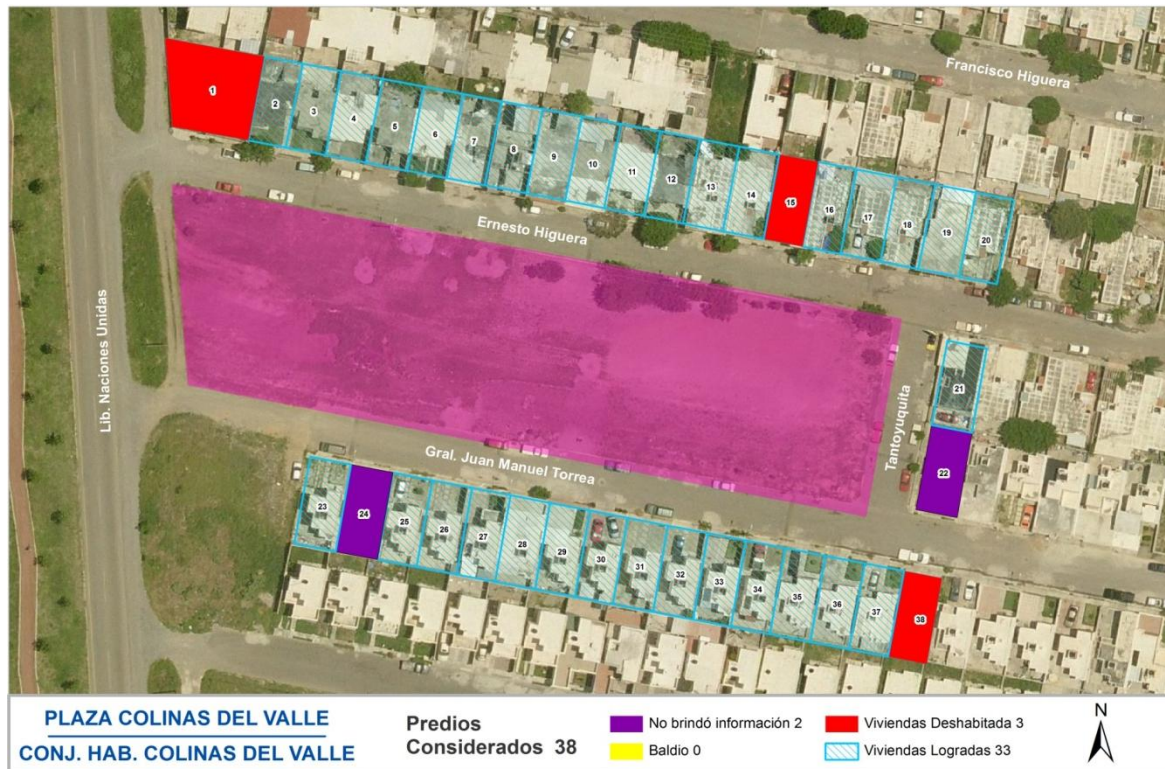 Francisco Higuera
1
2
3
4
5
6
7
8
9
10
11
12
13
14
15
16
17
18
19
20
Ernesto Higuera
Lib. Naciones Unidas
Tantoyuquita
21
22
Gral. Juan Manuel Torrea
23
24
25
26
27
28
29
30
31
32
33
34
35
36
37
38
PLAZA COLINAS DEL VALLE
CONJ. HAB. COLINAS DEL VALLE
Predios
Considerados 38
No brindó información 2
Baldio 0
Viviendas Deshabitada 3
Viviendas Logradas 33
N